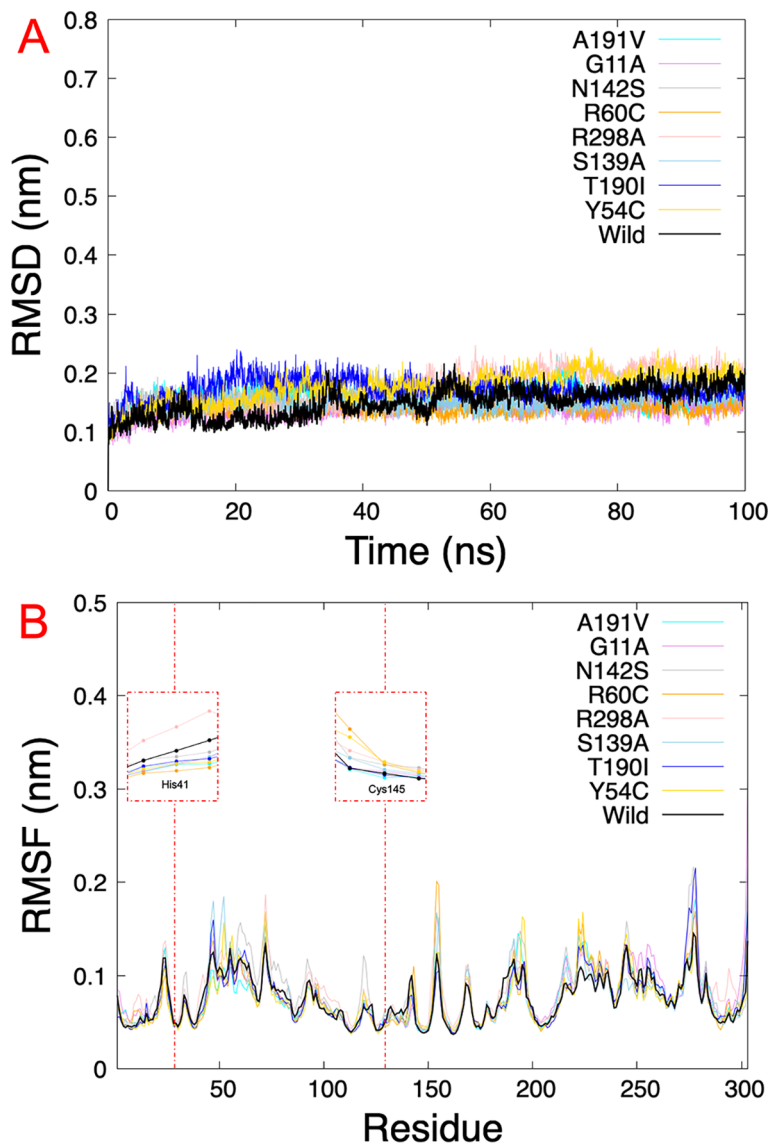 A
RMSD (nm)
0.8
0.7
0.6
0.5
0.4
0.3
0.2
0.1
0
A191V
G11A
N142S
R60C
R298A
S139A
T190I
Y54C
Wild
0 20 40 60 80 100
Time (ns)
B
RMSF (nm)
0.5
0.4
0.3
0.2
0.1
0
A191V
G11A
N142S
R60C
R298A
S139A
T190I
Y54C
Wild
His41
Cys145
50 100 150 200 250 300
Residue